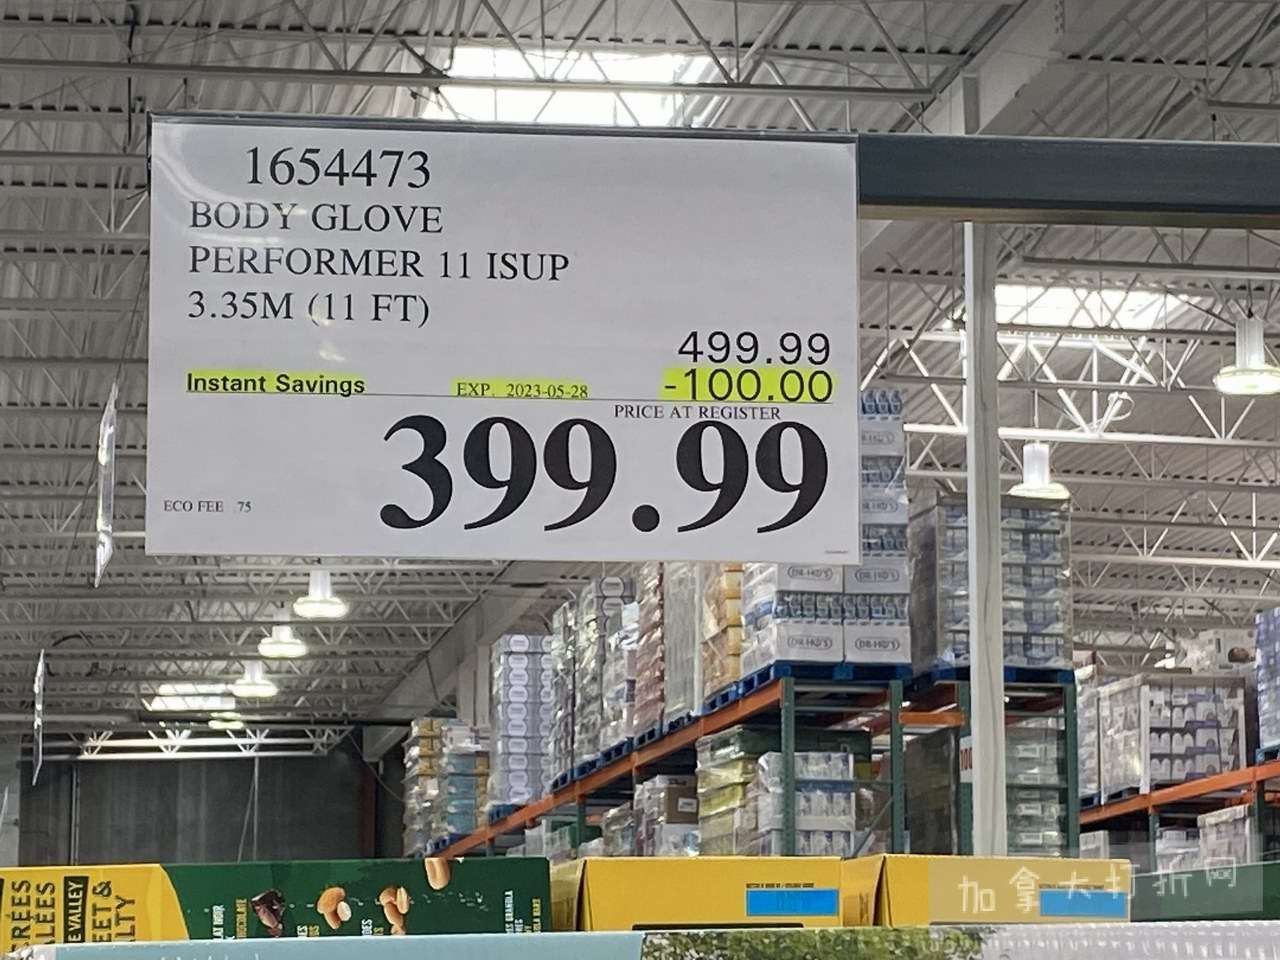 1654473
BODY GLOVE
PERFORMER 11 ISUP
3.35M (11 FT)
499.99
Instant Savings EXP. 2023-05-28 -100.00
PRICE AT REGISTER
399.99
ECO FEE .75
VALLEY
加拿大打折网